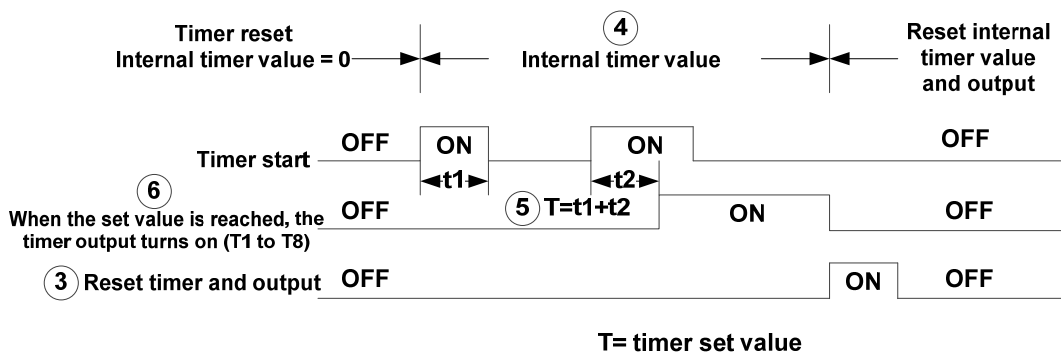 Timer reset
Internal timer value = 0
4
Internal timer value
Reset internal
timer value
and output
Timer start
OFF
ON
ON
OFF
t1
t2
6
When the set value is reached, the
timer output turns on (T1 to T8)
OFF
5 T=t1+t2
ON
OFF
3 Reset timer and output
OFF
ON
OFF
T= timer set value